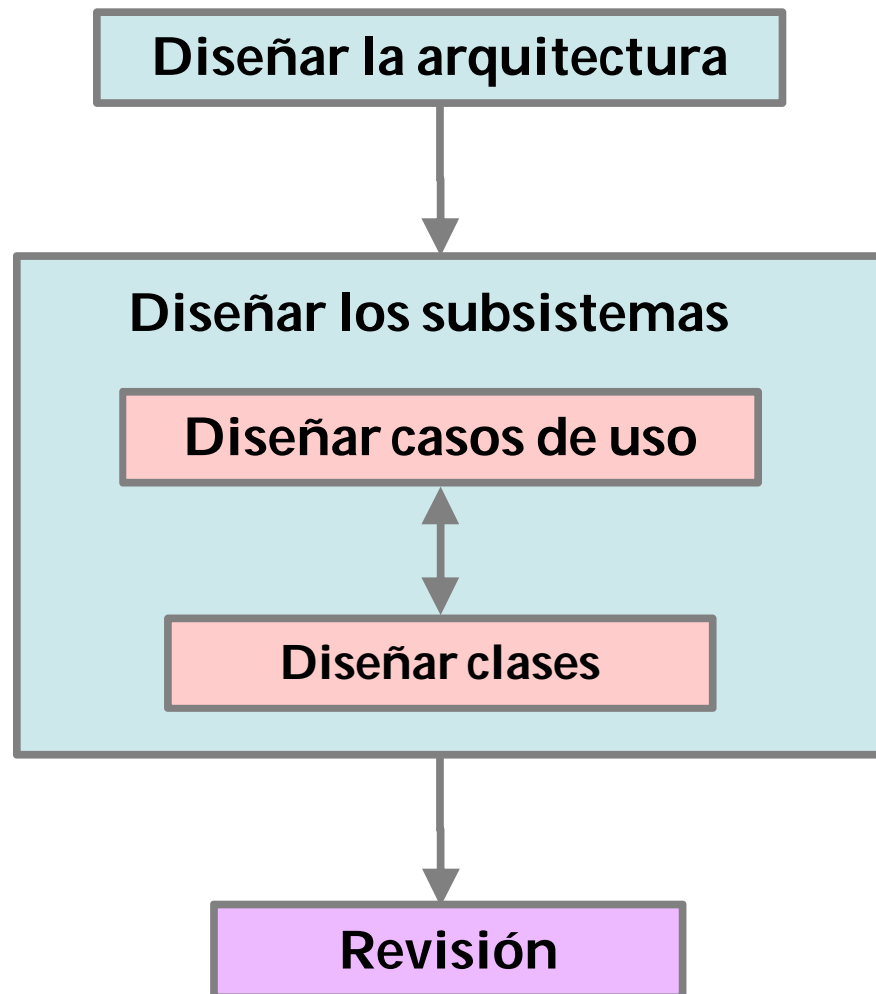 Diseñar la arquitectura
Diseñar los subsistemas
Diseñar casos de uso
Diseñar clases
Revisión